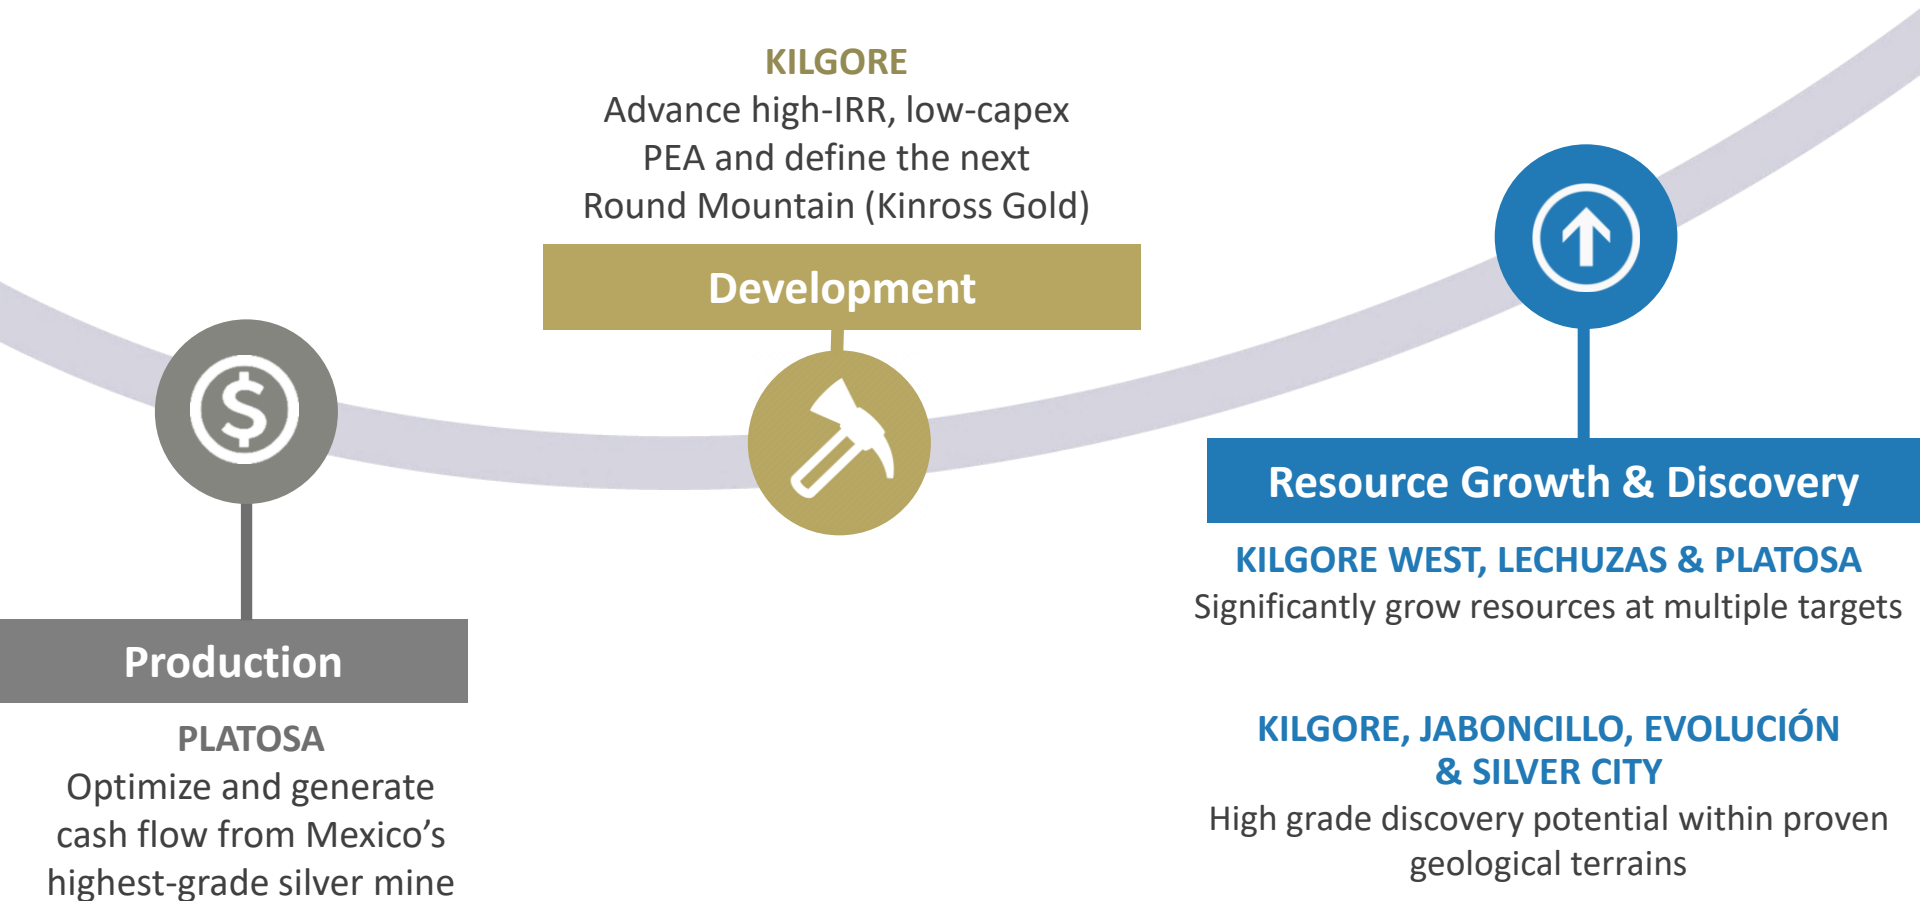 KILGORE
Advance high-IRR, low-capex
PEA and define the next
Round Mountain (Kinross Gold)
Development
$
Production
PLATOSA
Optimize and generate
cash flow from Mexico’s
highest-grade silver mine
Resource Growth & Discovery
KILGORE WEST, LECHUZAS & PLATOSA
Significantly grow resources at multiple targets
KILGORE, JABONCILLO, EVOLUCIÓN
& SILVER CITY
High grade discovery potential within proven
geological terrains